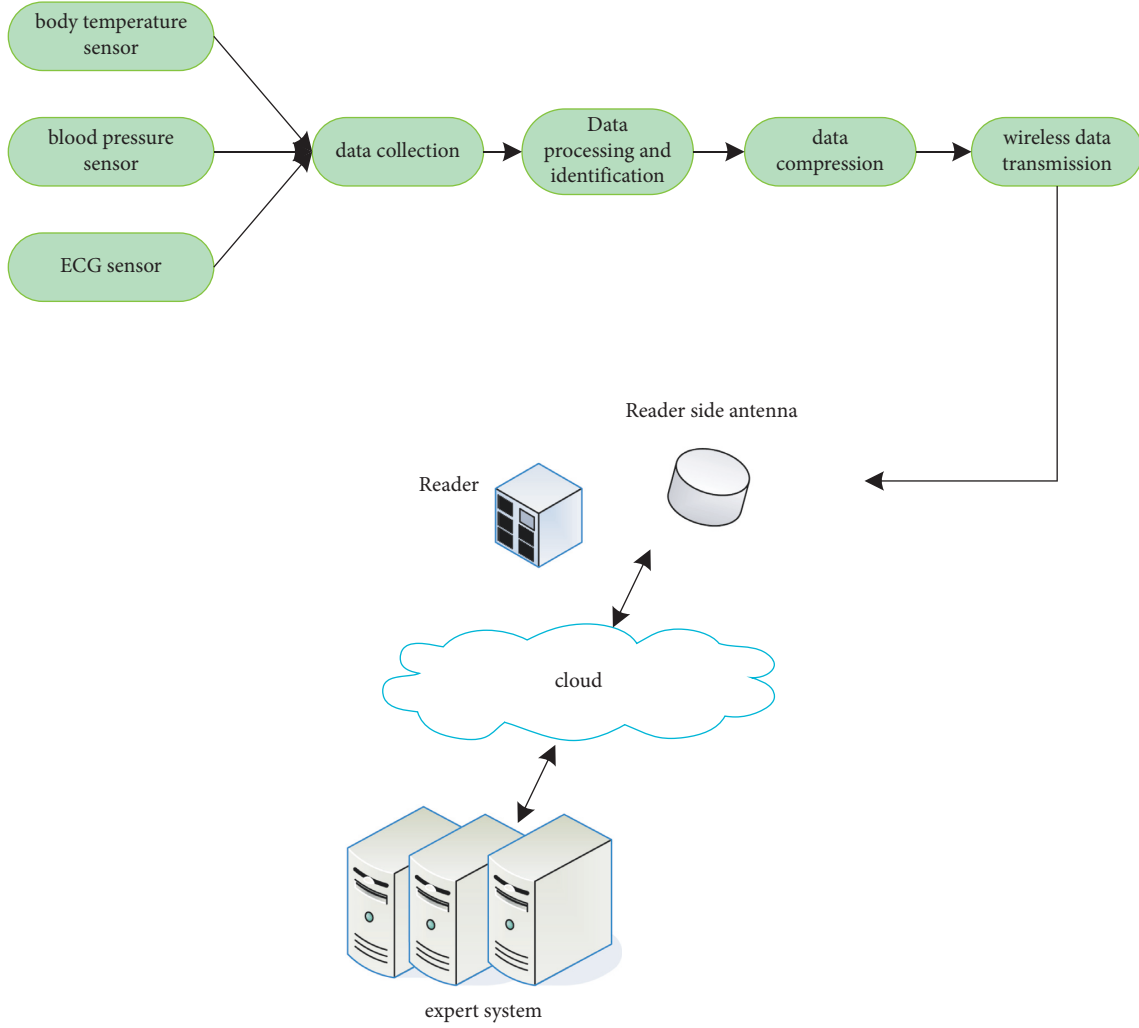 body temperature
sensor
blood pressure
sensor
ECG sensor
data collection
Data
processing and
identification
data
compression
wireless data
transmission
Reader side antenna
Reader
cloud
expert system